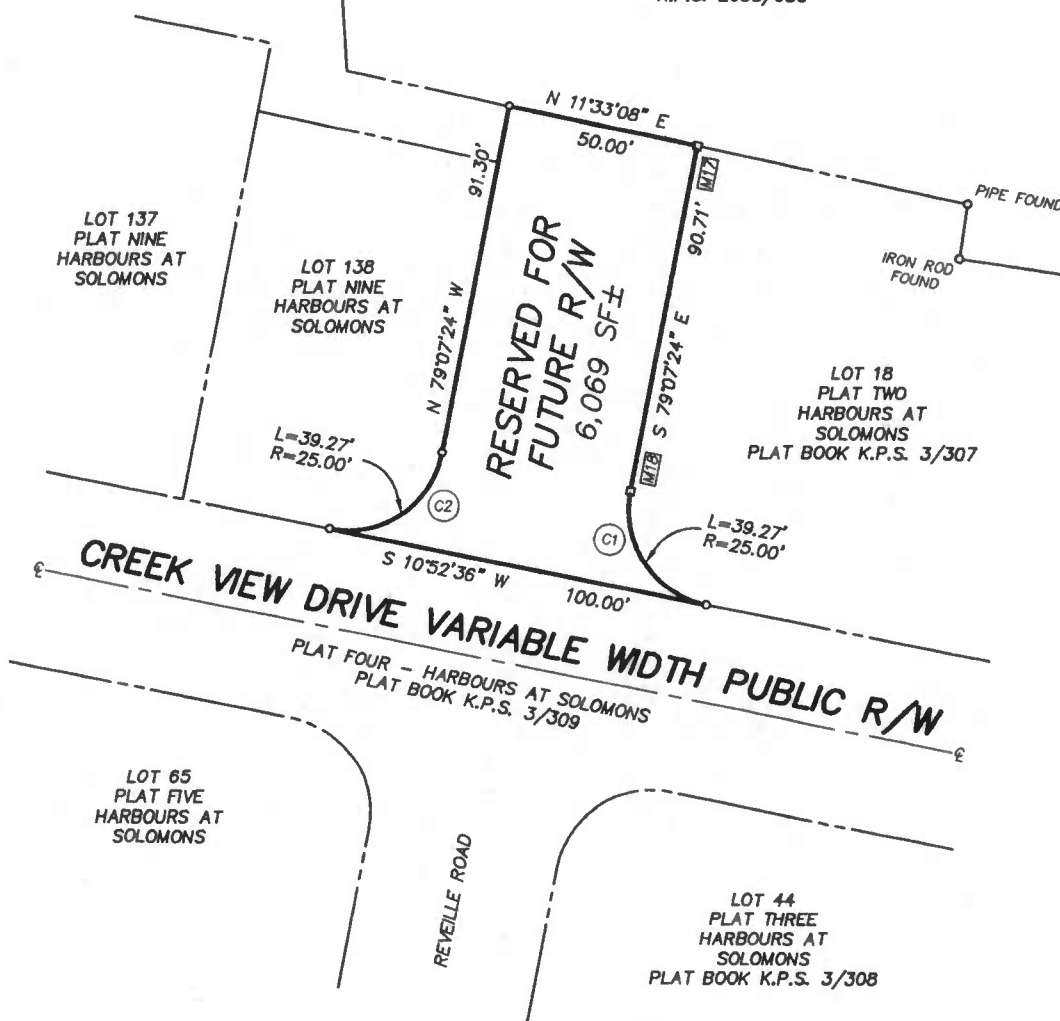 N 11°33'08" E
50.00'
91.30'
M17
90.71'
PIPE FOUND
IRON ROD
FOUND
LOT 137
PLAT NINE
HARBOURS AT
SOLOMONS
LOT 138
PLAT NINE
HARBOURS AT
SOLOMONS
N 79°07'24" W
RESERVED FOR
FUTURE R/W
6,069 SF±
S 79°07'24" E
LOT 18
PLAT TWO
HARBOURS AT
SOLOMONS
PLAT BOOK K.P.S. 3/307
M18
L=39.27'
R=25.00'
C2
C1
L=39.27'
R=25.00'
S 10°52'36" W
100.00'
CREEK VIEW DRIVE VARIABLE WIDTH PUBLIC R/W
PLAT FOUR - HARBOURS AT SOLOMONS
PLAT BOOK K.P.S. 3/309
LOT 65
PLAT FIVE
HARBOURS AT
SOLOMONS
REVEILLE ROAD
LOT 44
PLAT THREE
HARBOURS AT
SOLOMONS
PLAT BOOK K.P.S. 3/308